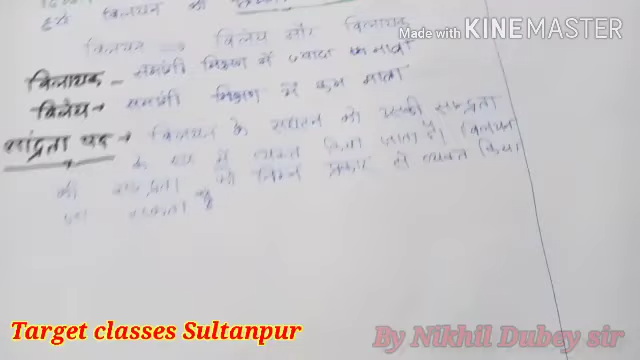 Made with KINEMASTER
विलयन विलेय और विलायक
विलायक – समांगी मिश्रण में ज्यादा मात्रा
विलेय → समांगी मिश्रण में कम मात्रा
सांद्रता पद → विलयन के संघटन को उसकी सान्द्रता
के रूप में व्यक्त किया जाता है। विलयन
की सान्द्रता को निम्न प्रकार से व्यक्त किया
जा सकता है
Target classes Sultanpur
By Nikhil Dubey sir